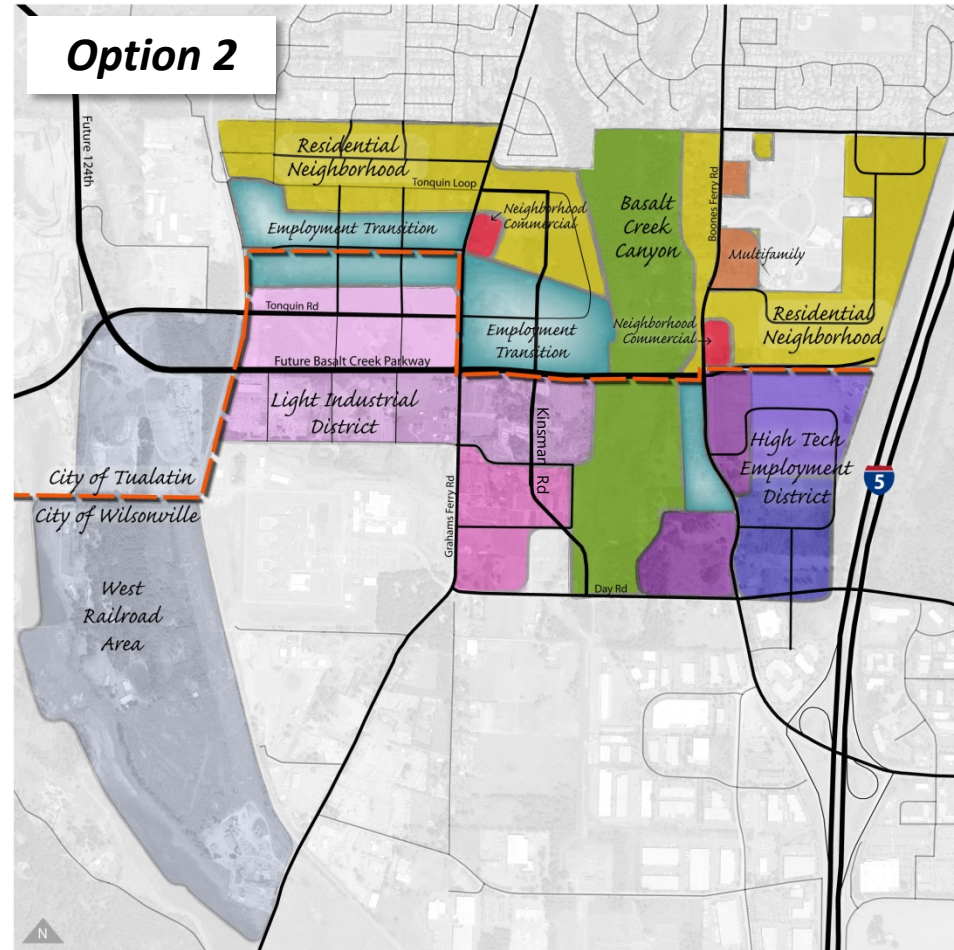 Option 2
Future 124th
Residential
Neighborhood
Tonquin Loop
Neighborhood
Commercial
Employment Transition
Basalt
Creek
Canyon
Boones Ferry Rd
Multifamily
Tonquin Rd
Employment
Transition
Neighborhood
Commercial
Residential
Neighborhood
Future Basalt Creek Parkway
Light Industrial
District
Kinsman Rd
High Tech
Employment
District
5
City of Tualatin
City of Wilsonville
Grahams Ferry Rd
West
Railroad
Area
Day Rd
N